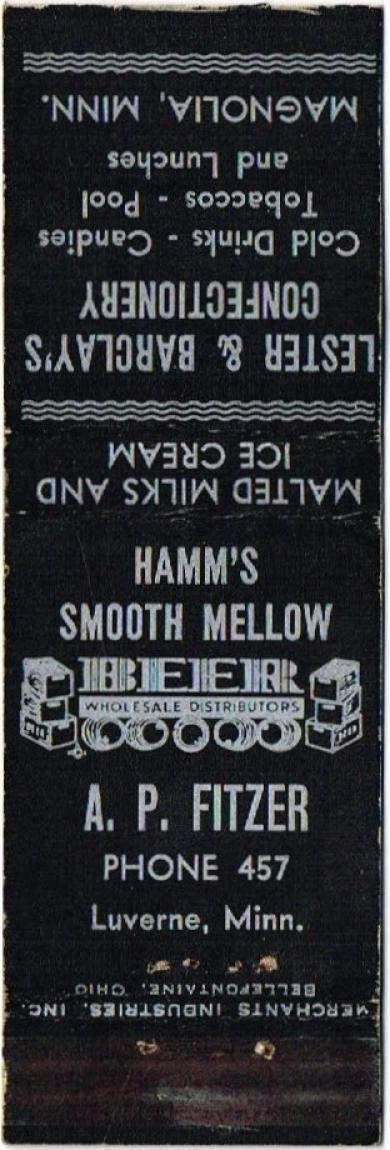 LESTER & BARCLAY'S
CONFECTIONERY
Cold Drinks - Candies
Tobaccos - Pool
and Lunches
MAGNOLIA, MINN.
MALTED MILKS AND
ICE CREAM
HAMM'S
SMOOTH MELLOW
BEER
WHOLESALE DISTRIBUTORS
A. P. FITZER
PHONE 457
Luverne, Minn.
MERCHANTS INDUSTRIES, INC.
BELLEFONTAINE, OHIO